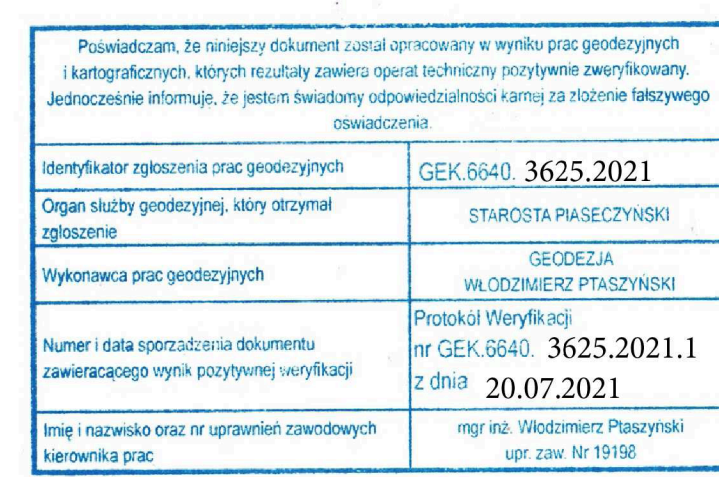 Poświadczam, że niniejszy dokument został opracowany w wyniku prac geodezyjnych
i kartograficznych, których rezultaty zawiera operat techniczny pozytywnie zweryfikowany.
Jednocześnie informuje, że jestem świadomy odpowiedzialności karnej za złożenie fałszywego
oswiadczenia.
Identyfikator zgłoszenia prac geodezyjnych
GEK.6640. 3625.2021
Organ służby geodezyjnej, który otrzymał
zgłoszenie
STAROSTA PIASECZYŃSKI
Wykonawca prac geodezyjnych
GEODEZJA
WŁODZIMIERZ PTASZYŃSKI
Numer i data sporzadzenia dokumentu
zawieracącego wynik pozytywnej weryfikacji
Protokół Weryfikacji
nr GEK.6640. 3625.2021.1
z dnia 20.07.2021
Imię i nazwisko oraz nr uprawnień zawodowych
kierownika prac
mgr inż. Włodzimierz Ptaszyński
upr. zaw. Nr 19198